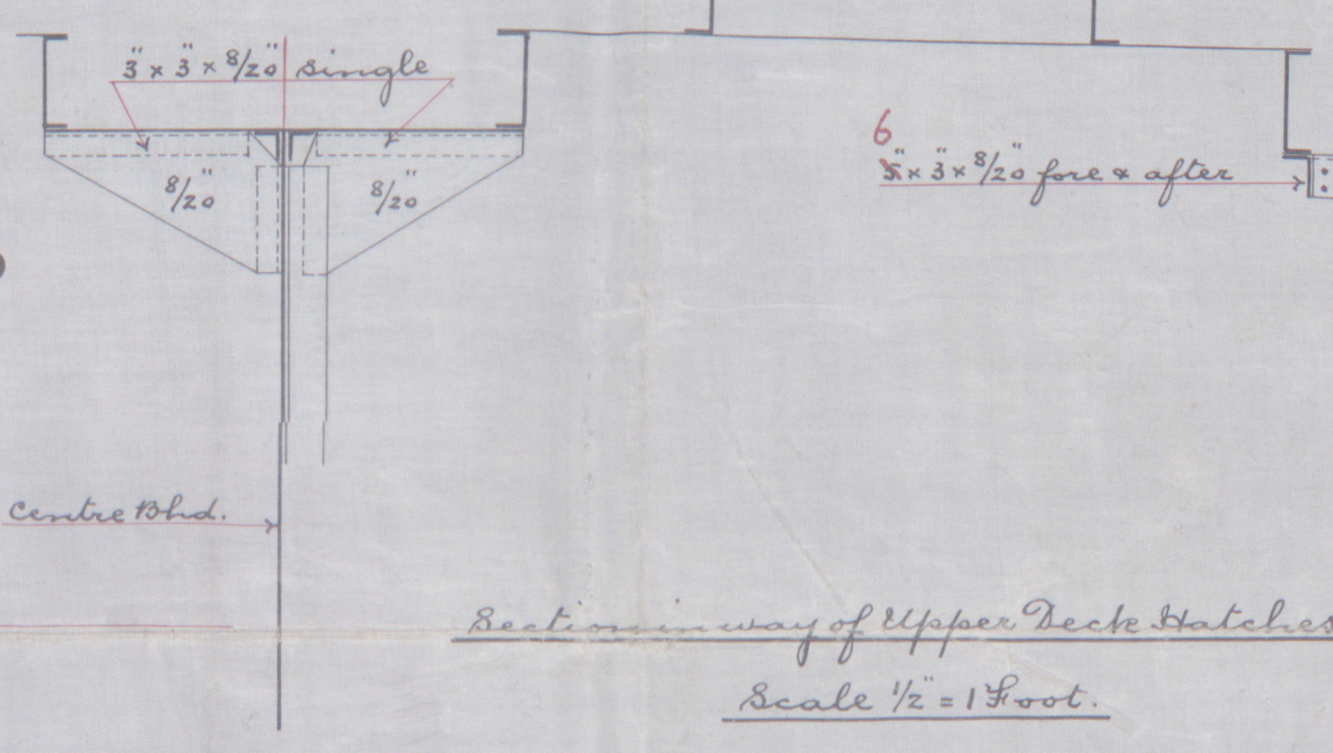 3" x 3" x 8/20" single
6
5" x 3" x 8/20" fore & after
8/20"
8/20"
Centre Bhd.
Section in way of Upper Deck Hatches
Scale 1/2" = 1 Foot.